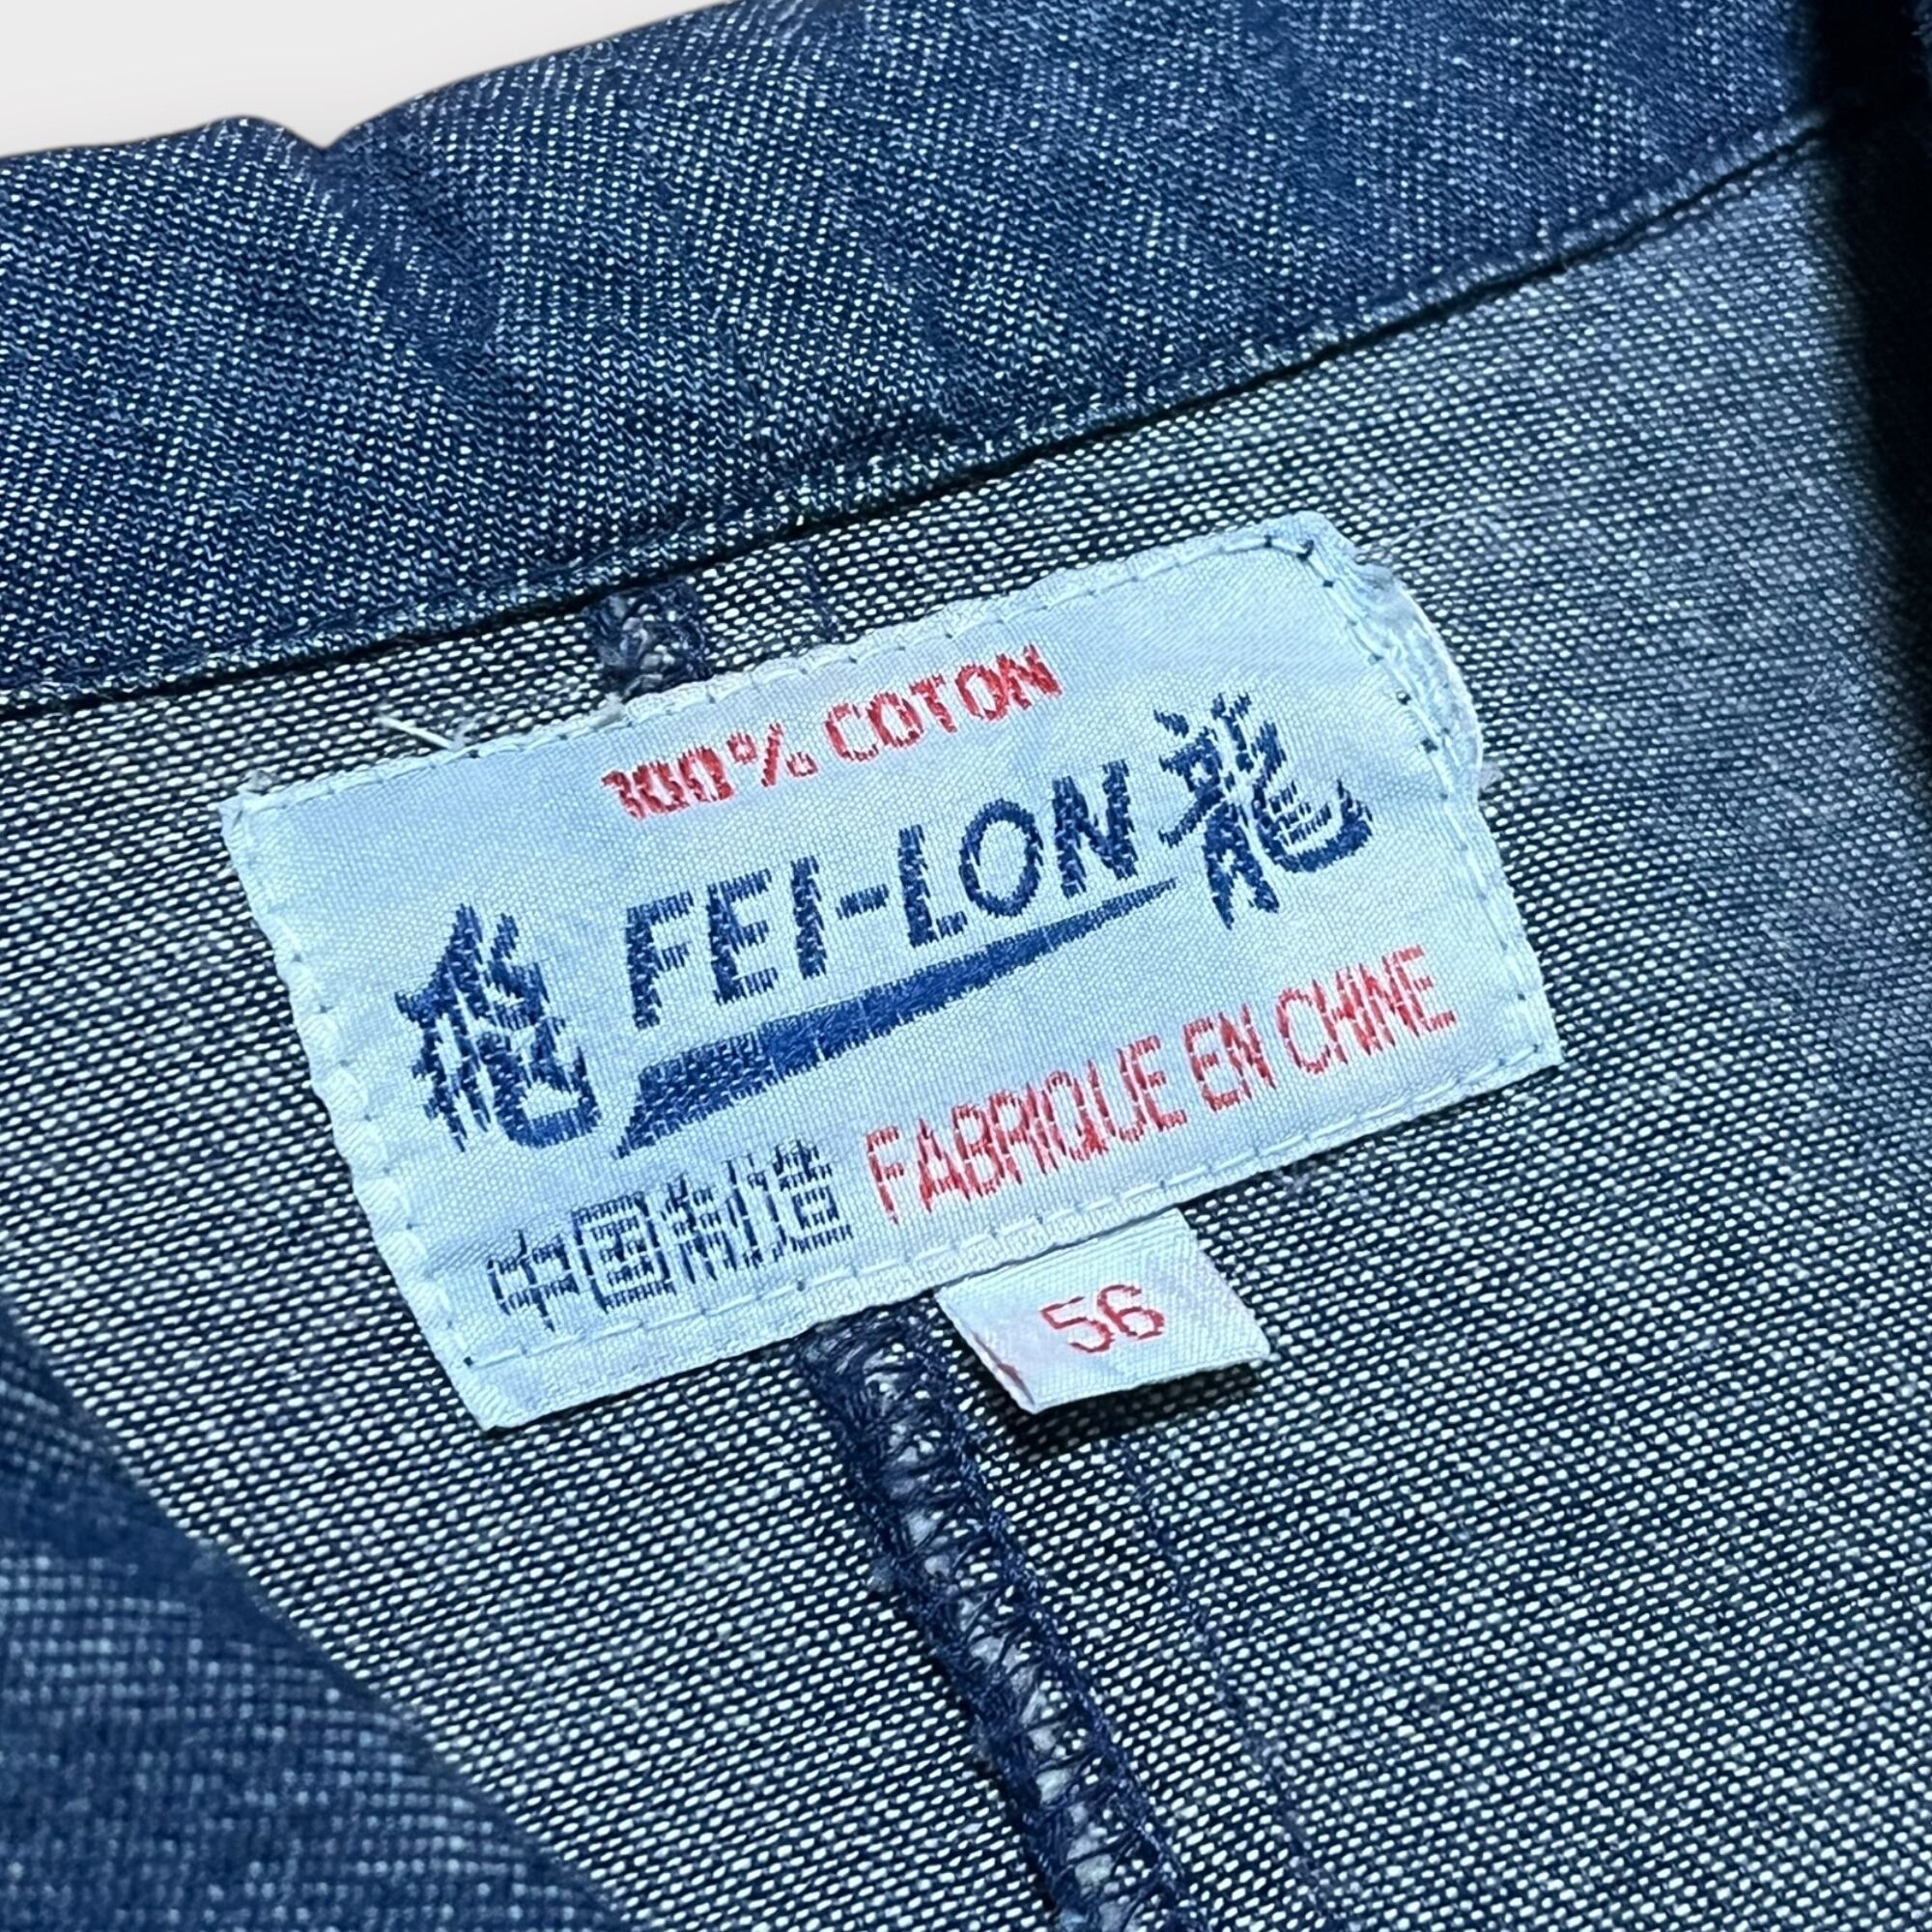 100% COTON
飛 FEI-LON 龍
中国制造 FABRIQUE EN CHINE
56